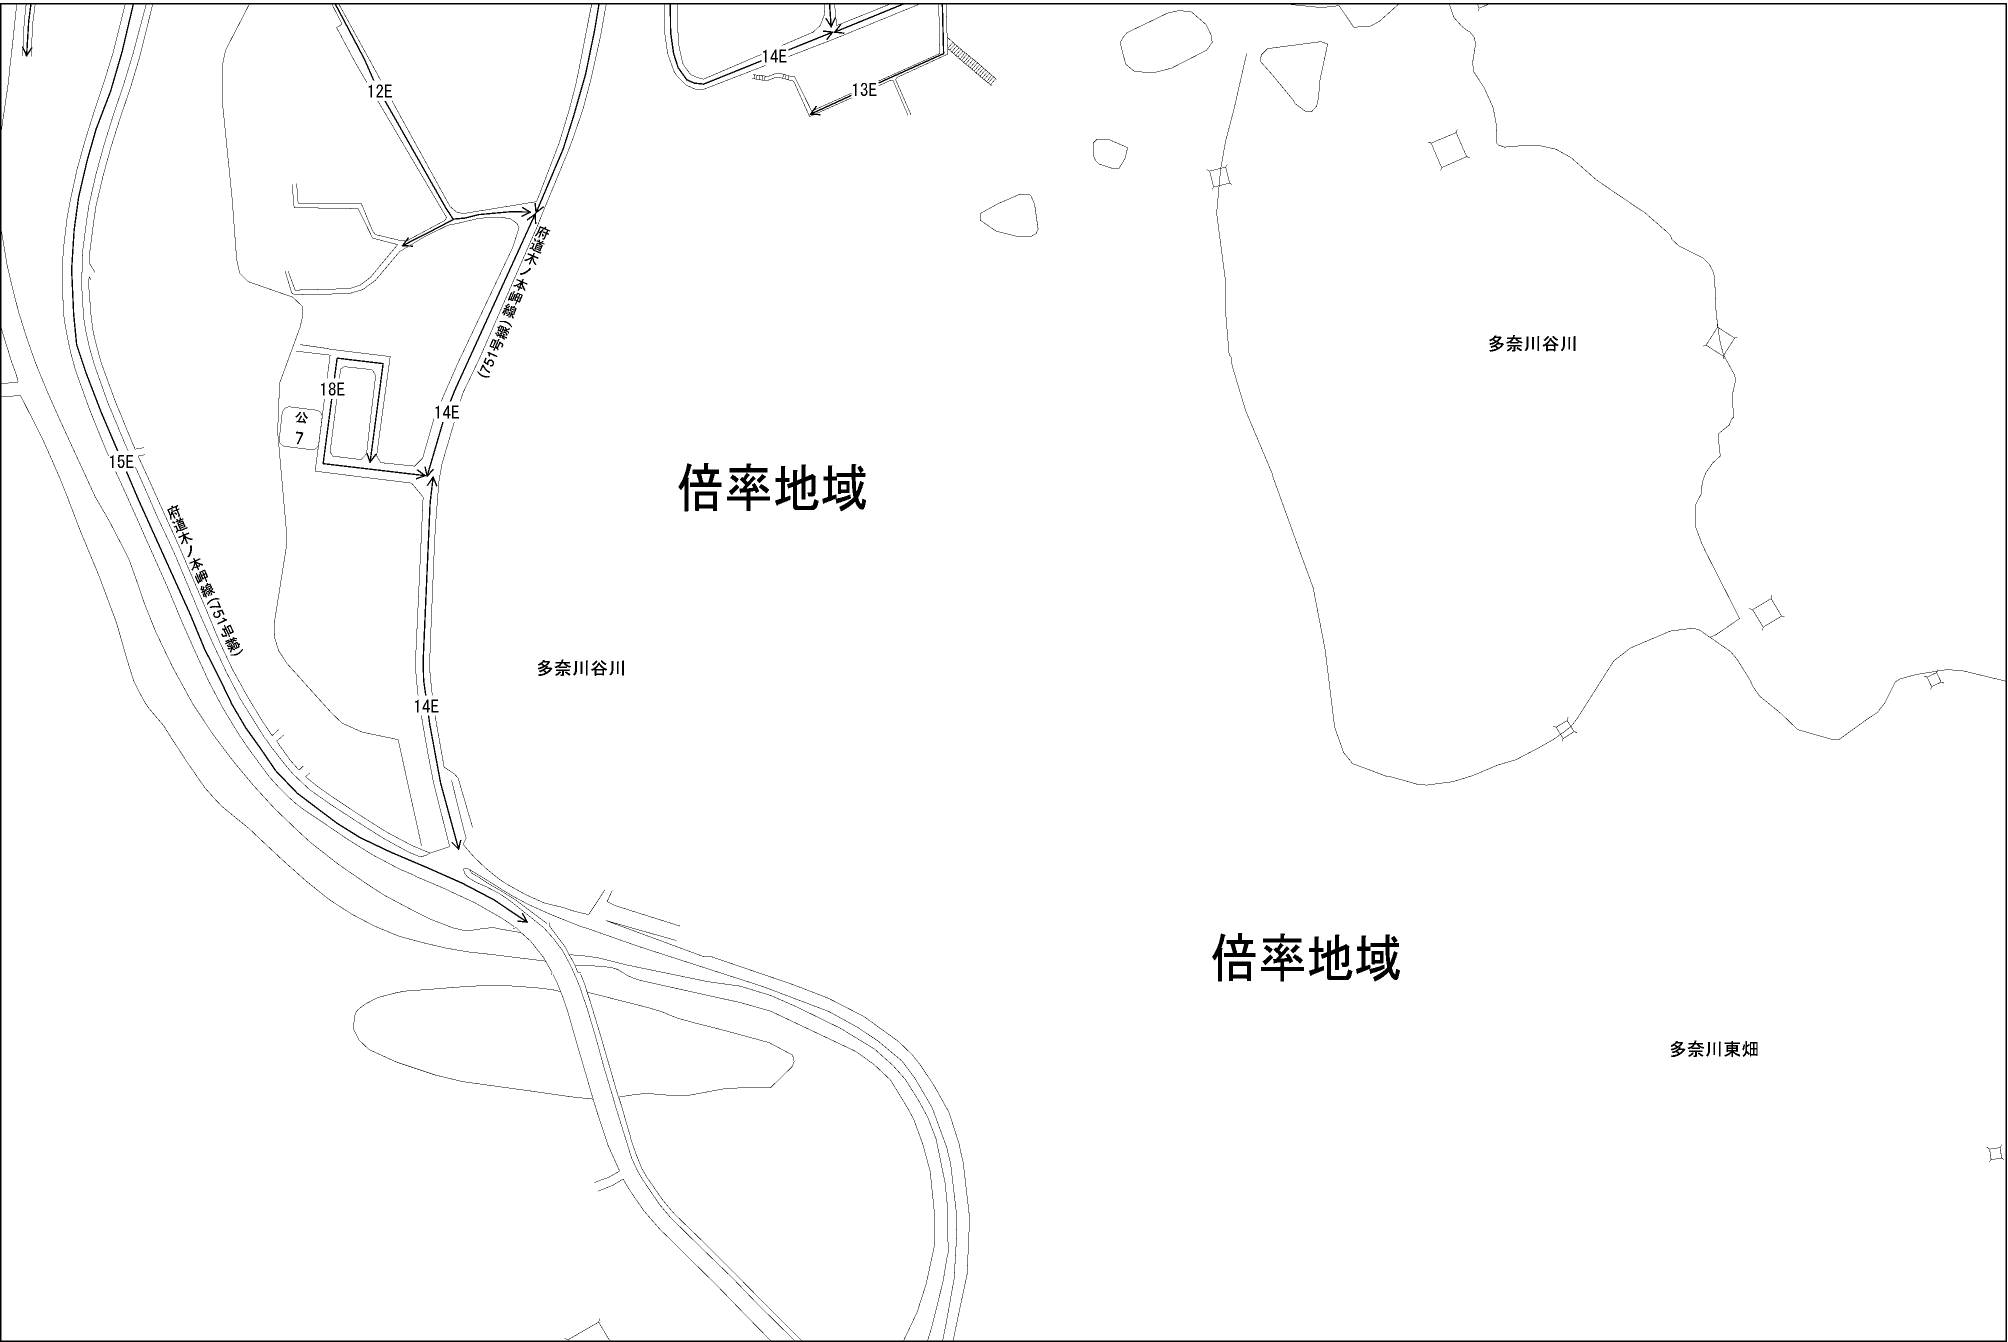 14E
12E
13E
府道木ノ本岬線
(751号線)
多奈川谷川
18E
14E
公
7
15E
倍率地域
府道木ノ本岬線(751号線)
多奈川谷川
14E
倍率地域
多奈川東畑